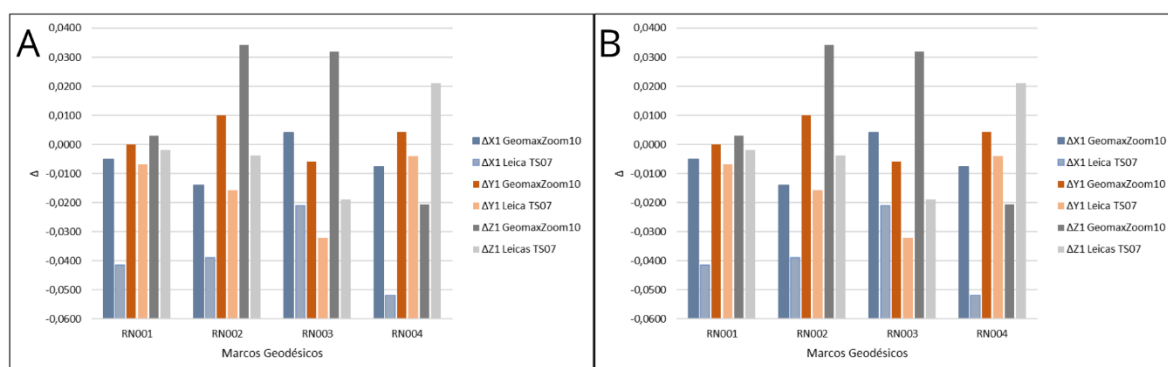 A
0,0400
0,0300
0,0200
0,0100
0,0000
-0,0100
-0,0200
-0,0300
-0,0400
-0,0500
-0,0600
Δ
RN001 RN002 RN003 RN004
Marcos Geodésicos
ΔX1 GeomaxZoom10
ΔX1 Leica TS07
ΔY1 GeomaxZoom10
ΔY1 Leica TS07
ΔZ1 GeomaxZoom10
ΔZ1 Leicas TS07
B
0,0400
0,0300
0,0200
0,0100
0,0000
-0,0100
-0,0200
-0,0300
-0,0400
-0,0500
-0,0600
Δ
RN001 RN002 RN003 RN004
Marcos Geodésicos
ΔX1 GeomaxZoom10
ΔX1 Leica TS07
ΔY1 GeomaxZoom10
ΔY1 Leica TS07
ΔZ1 GeomaxZoom10
ΔZ1 Leicas TS07